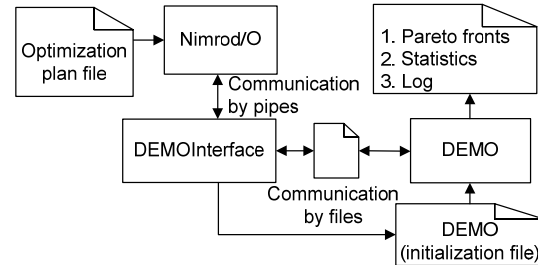 Optimization
plan file
Nimrod/O
1. Pareto fronts
2. Statistics
3. Log
Communication
by pipes
DEMOInterface
DEMO
Communication
by files
DEMO
(initialization file)